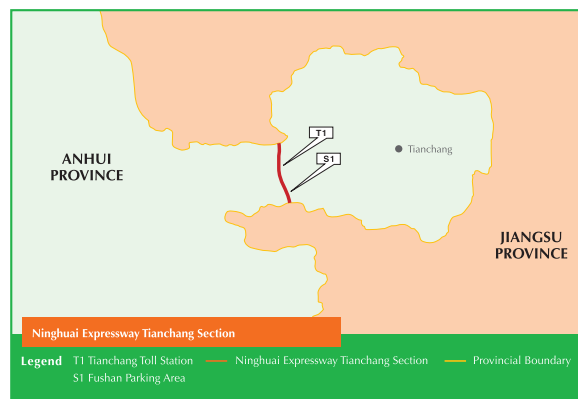 T1
S1
Tianchang
ANHUI
PROVINCE
JIANGSU
PROVINCE
Ninghuai Expressway Tianchang Section
Legend T1 Tianchang Toll Station Ninghuai Expressway Tianchang Section Provincial Boundary
S1 Fushan Parking Area